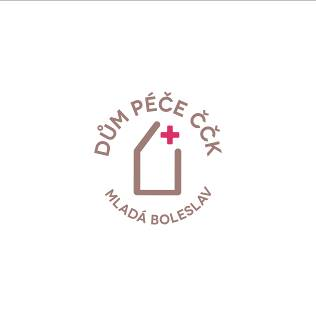 DŮM PÉČE ČČK
MLADÁ BOLESLAV